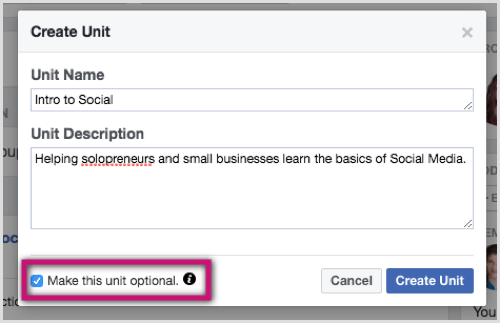 Create Unit
Unit Name
Intro to Social
Unit Description
Helping solopreneurs and small businesses learn the basics of Social Media.
Make this unit optional.
Cancel
Create Unit
You